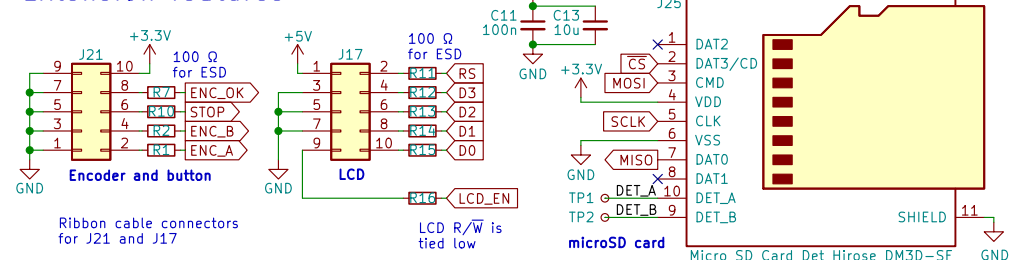 J21
+3.3V
100 Ω
for ESD
9 10
7 8 R7 ENC_OK
5 6 R10 STOP
3 4 R2 ENC_B
1 2 R1 ENC_A
GND
Encoder and button
Ribbon cable connectors
for J21 and J17
+5V
J17
100 Ω
for ESD
1 2 R11 RS
3 4 R12 D3
5 6 R13 D2
7 8 R14 D1
9 10 R15 D0
GND
LCD
R16 LCD_EN
LCD R/W̅ is
tied low
C11
100n
C13
10u
GND
J25
1 DAT2
C̅S̅ 2 DAT3/CD
MOSI 3 CMD
+3.3V
4 VDD
SCLK 5 CLK
6 VSS
GND
MISO 7 DAT0
8 DAT1
TP1 DET_A 10 DET_A
TP2 DET_B 9 DET_B
SHIELD 11
GND
microSD card
Micro SD Card Det Hirose DM3D-SF